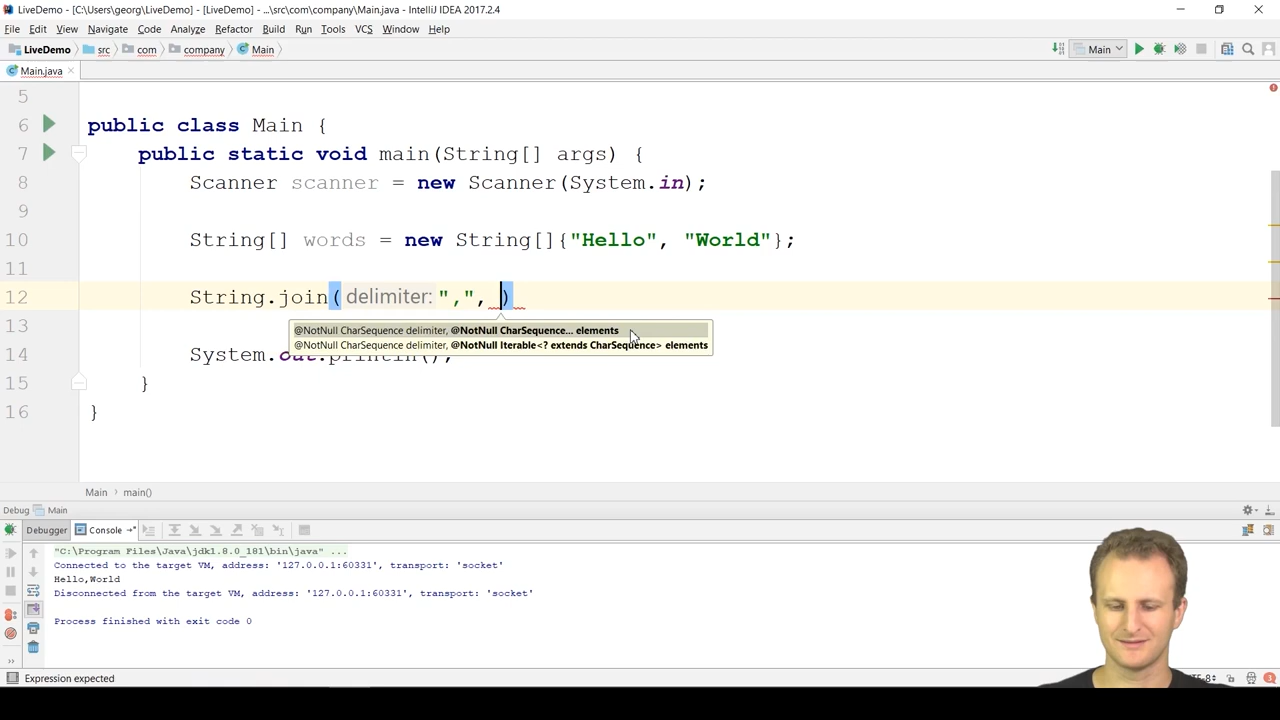 LiveDemo - [C:\Users\georg\LiveDemo] - [LiveDemo] - ...\src\com\company\Main.java - IntelliJ IDEA 2017.2.4
File Edit View Navigate Code Analyze Refactor Build Run Tools VCS Window Help
LiveDemo src com company Main Main
Main.java
5
6 public class Main {
7 public static void main(String[] args) {
8 Scanner scanner = new Scanner(System.in);
9
10 String[] words = new String[]{"Hello", "World"};
11
12 String.join( delimiter: ",", )
@NotNull CharSequence delimiter, @NotNull CharSequence... elements
13
@NotNull CharSequence delimiter, @NotNull Iterable<? extends CharSequence> elements
14 System.out.println();
15 }
16 }
Main › main()
Debug Main
Debugger Console
"C:\Program Files\Java\jdk1.8.0_181\bin\java" ...
Connected to the target VM, address: '127.0.0.1:60331', transport: 'socket'
Hello,World
Disconnected from the target VM, address: '127.0.0.1:60331', transport: 'socket'
Process finished with exit code 0
Expression expected